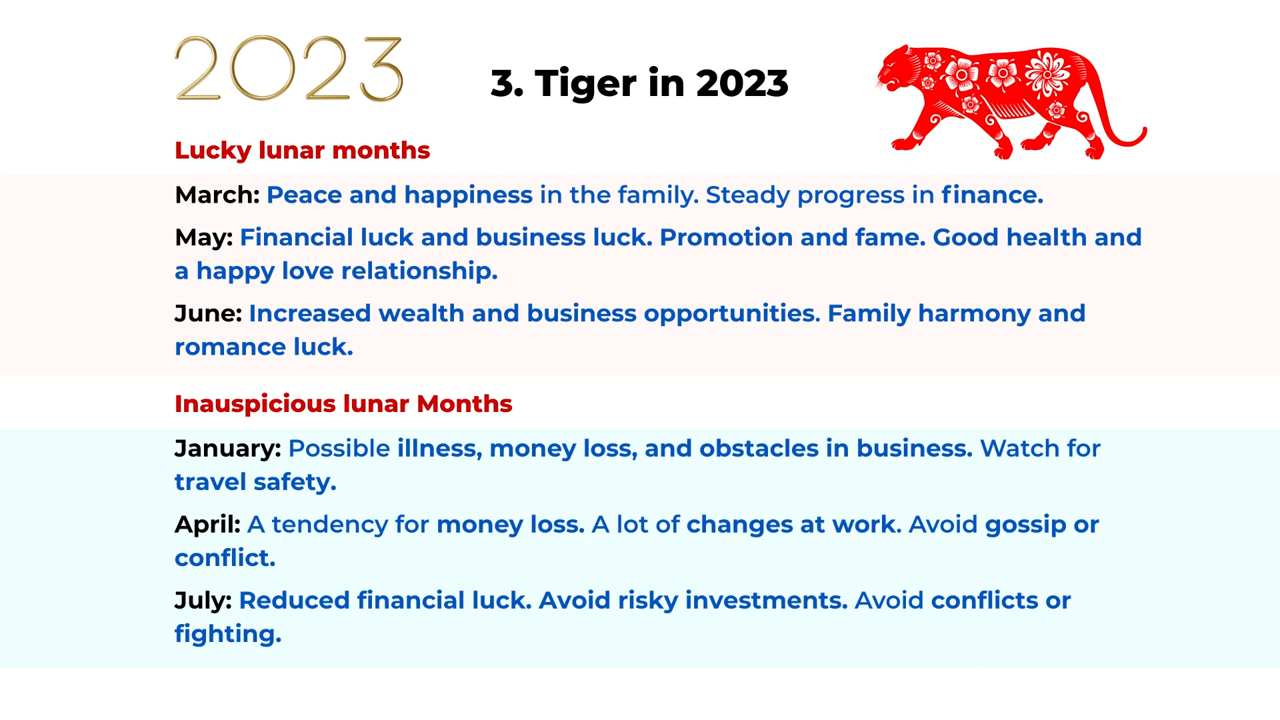 2023
3. Tiger in 2023
Lucky lunar months
March: Peace and happiness in the family. Steady progress in finance.
May: Financial luck and business luck. Promotion and fame. Good health and
a happy love relationship.
June: Increased wealth and business opportunities. Family harmony and
romance luck.
Inauspicious lunar Months
January: Possible illness, money loss, and obstacles in business. Watch for
travel safety.
April: A tendency for money loss. A lot of changes at work. Avoid gossip or
conflict.
July: Reduced financial luck. Avoid risky investments. Avoid conflicts or
fighting.